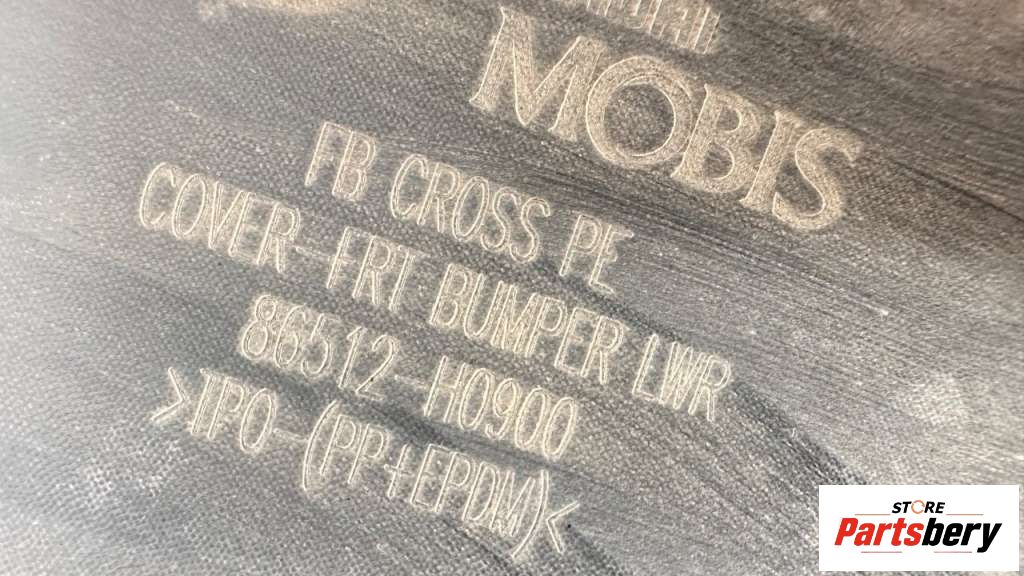 MOBIS
FB CROSS PE
COVER-FRT BUMPER LWR
86512-H0900
>TPO-(PP+EPDM)<
STORE
Partsbery